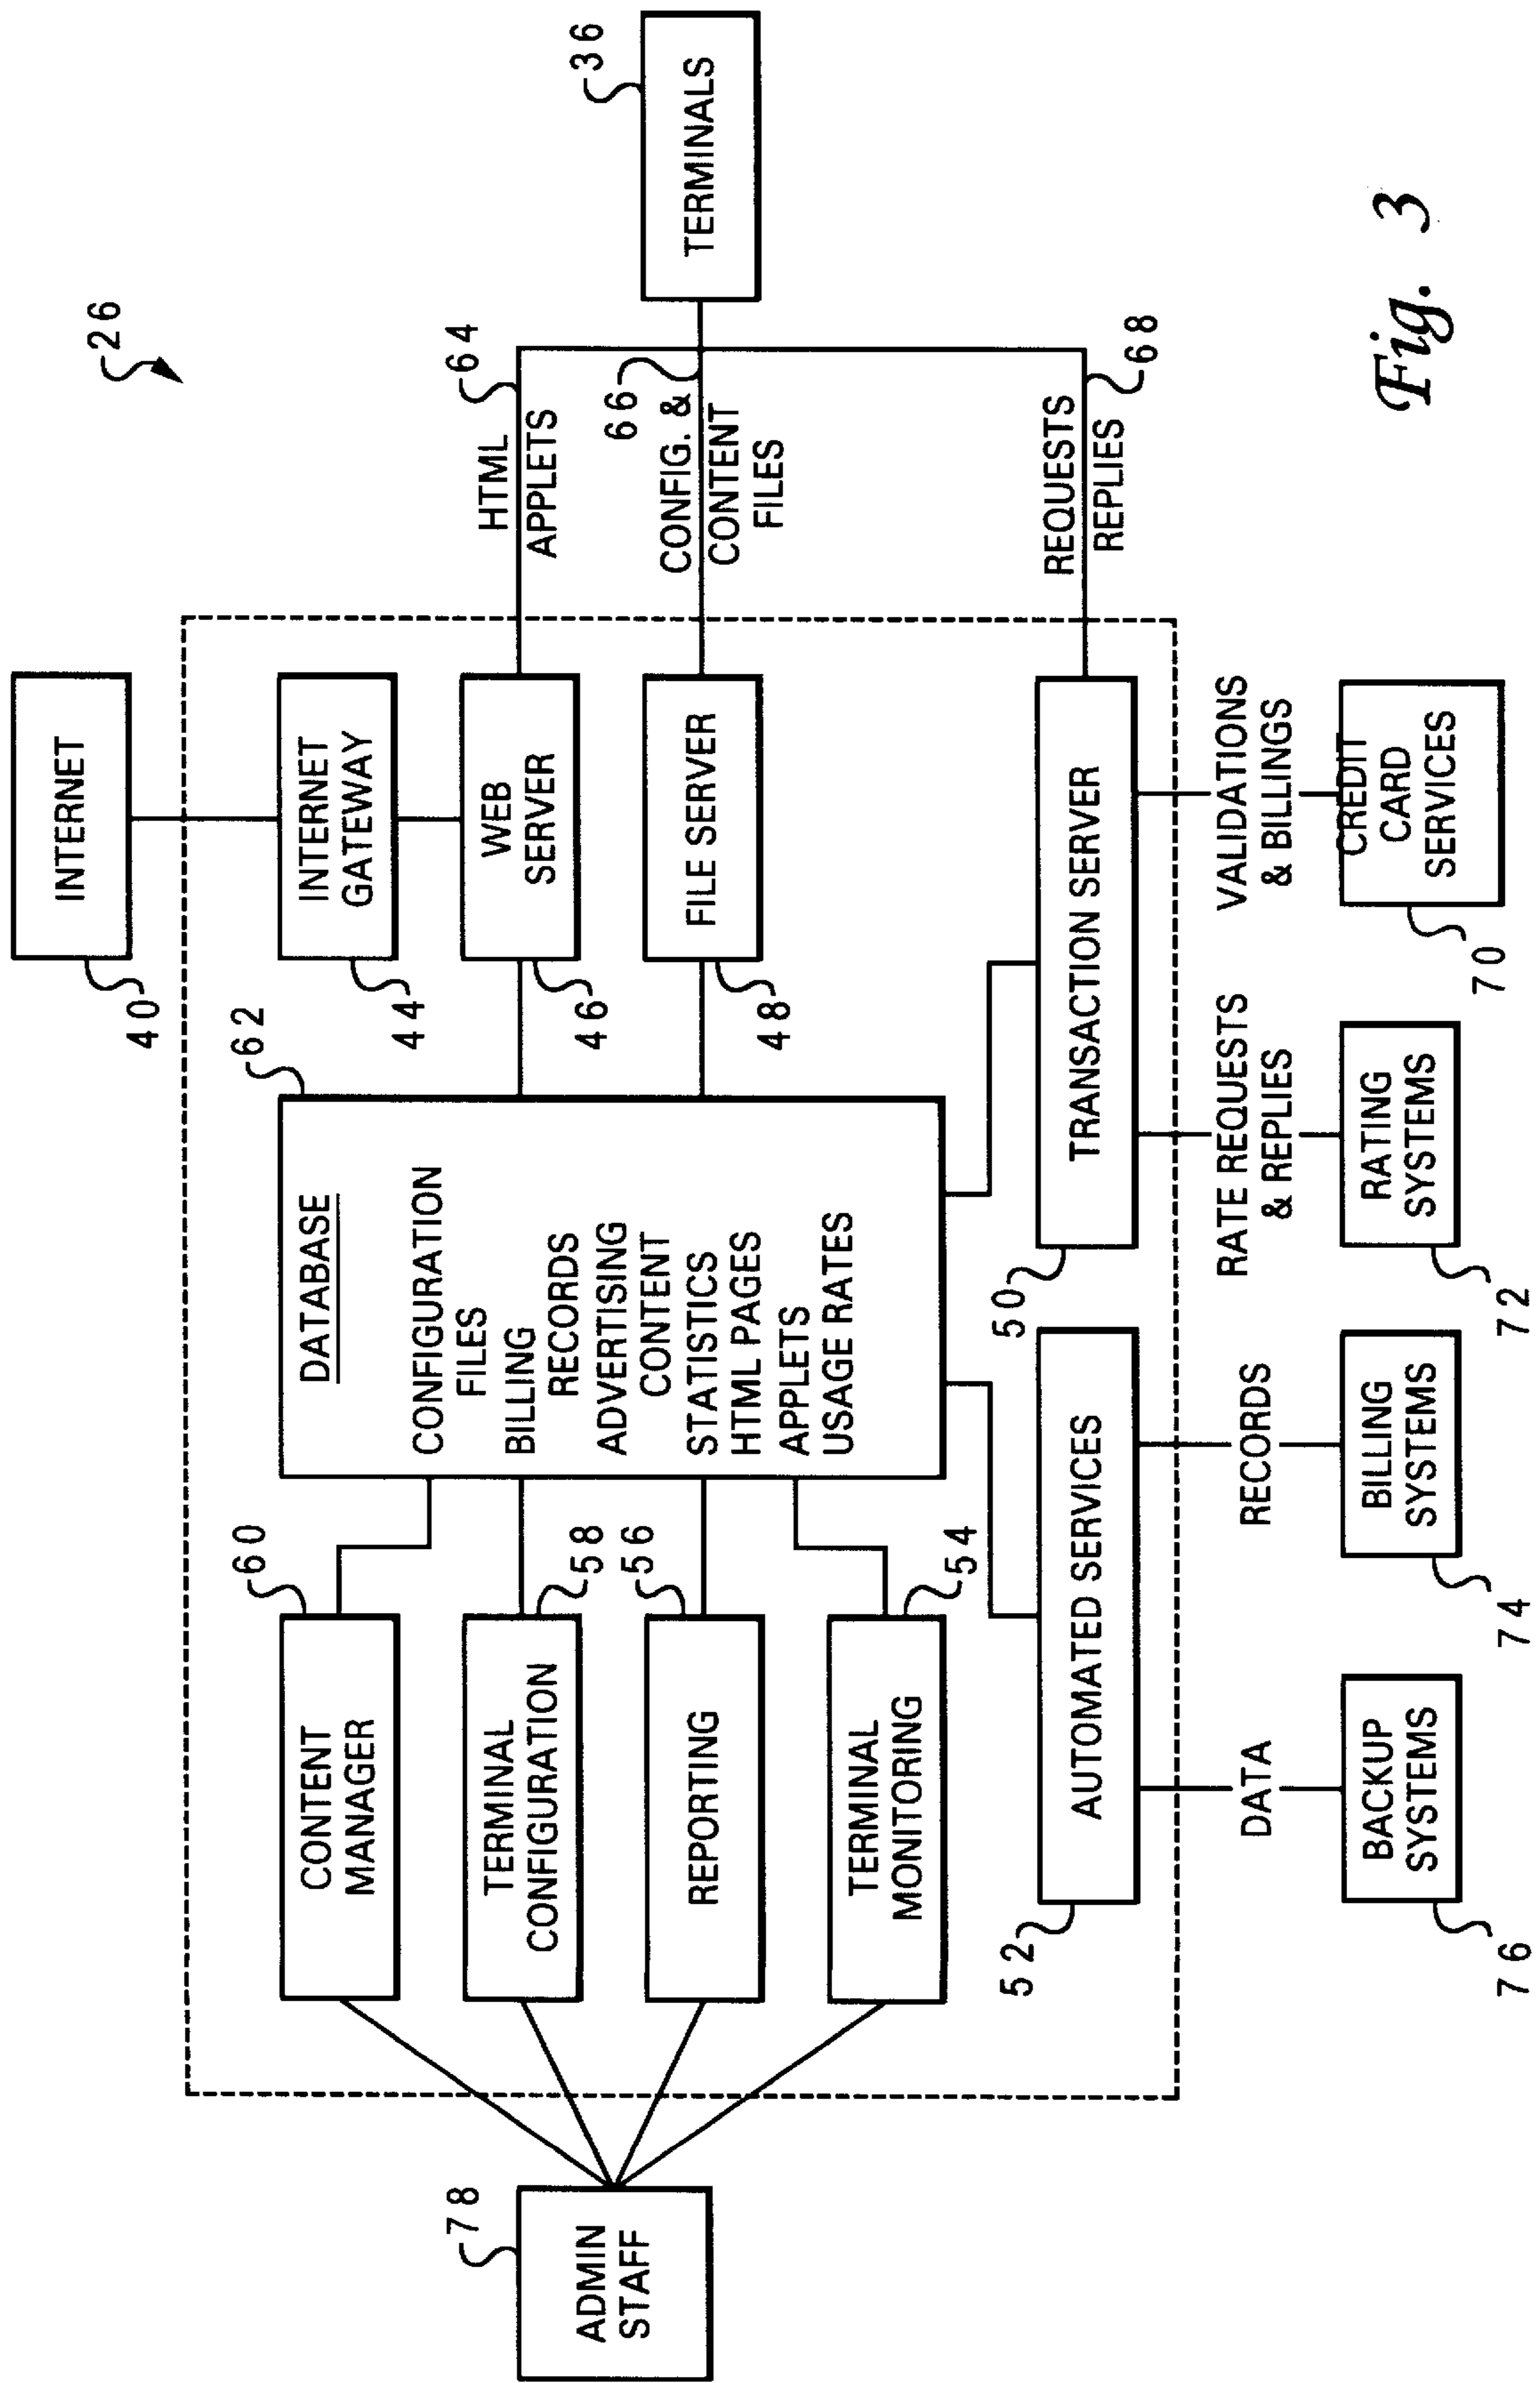 26
INTERNET
40
INTERNET
GATEWAY
44
WEB
SERVER
46
FILE SERVER
48
HTML
64
APPLETS
66
CONFIG. &
CONTENT
FILES
TERMINALS
36
REQUESTS
REPLIES
68
62
DATABASE
CONFIGURATION
FILES
BILLING
RECORDS
ADVERTISING
CONTENT
STATISTICS
HTML PAGES
APPLETS
USAGE RATES
60
CONTENT
MANAGER
58
TERMINAL
CONFIGURATION
56
REPORTING
54
TERMINAL
MONITORING
78
ADMIN
STAFF
52
AUTOMATED SERVICES
50
TRANSACTION SERVER
DATA
RECORDS
RATE REQUESTS
& REPLIES
VALIDATIONS
& BILLINGS
BACKUP
SYSTEMS
76
BILLING
SYSTEMS
74
RATING
SYSTEMS
72
CREDIT
CARD
SERVICES
70
Fig. 3